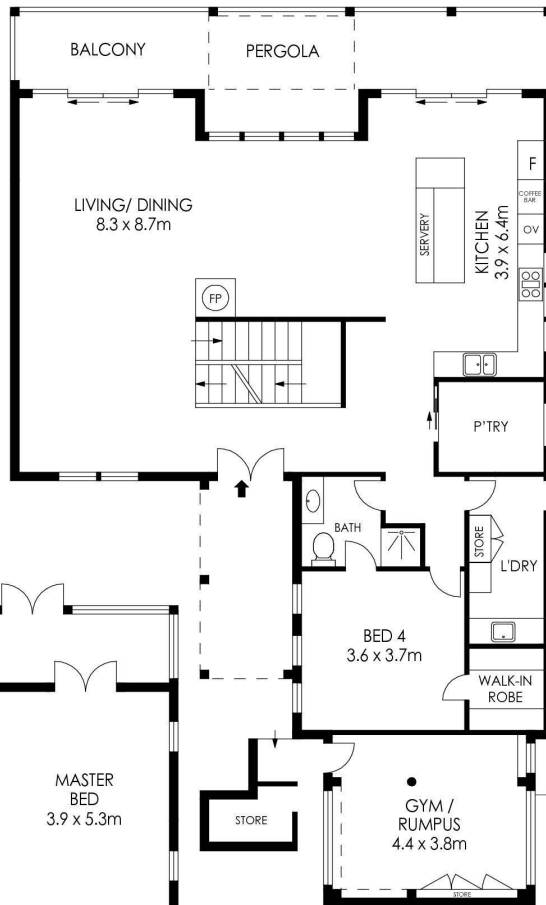 BALCONY
PERGOLA
LIVING/ DINING
8.3 x 8.7m
SERVERY
KITCHEN
3.9 x 6.4m
F
COFFEE
BAR
OV
FP
P'TRY
BATH
STORE
L'DRY
BED 4
3.6 x 3.7m
WALK-IN
ROBE
MASTER
BED
3.9 x 5.3m
STORE
GYM /
RUMPUS
4.4 x 3.8m
STORE